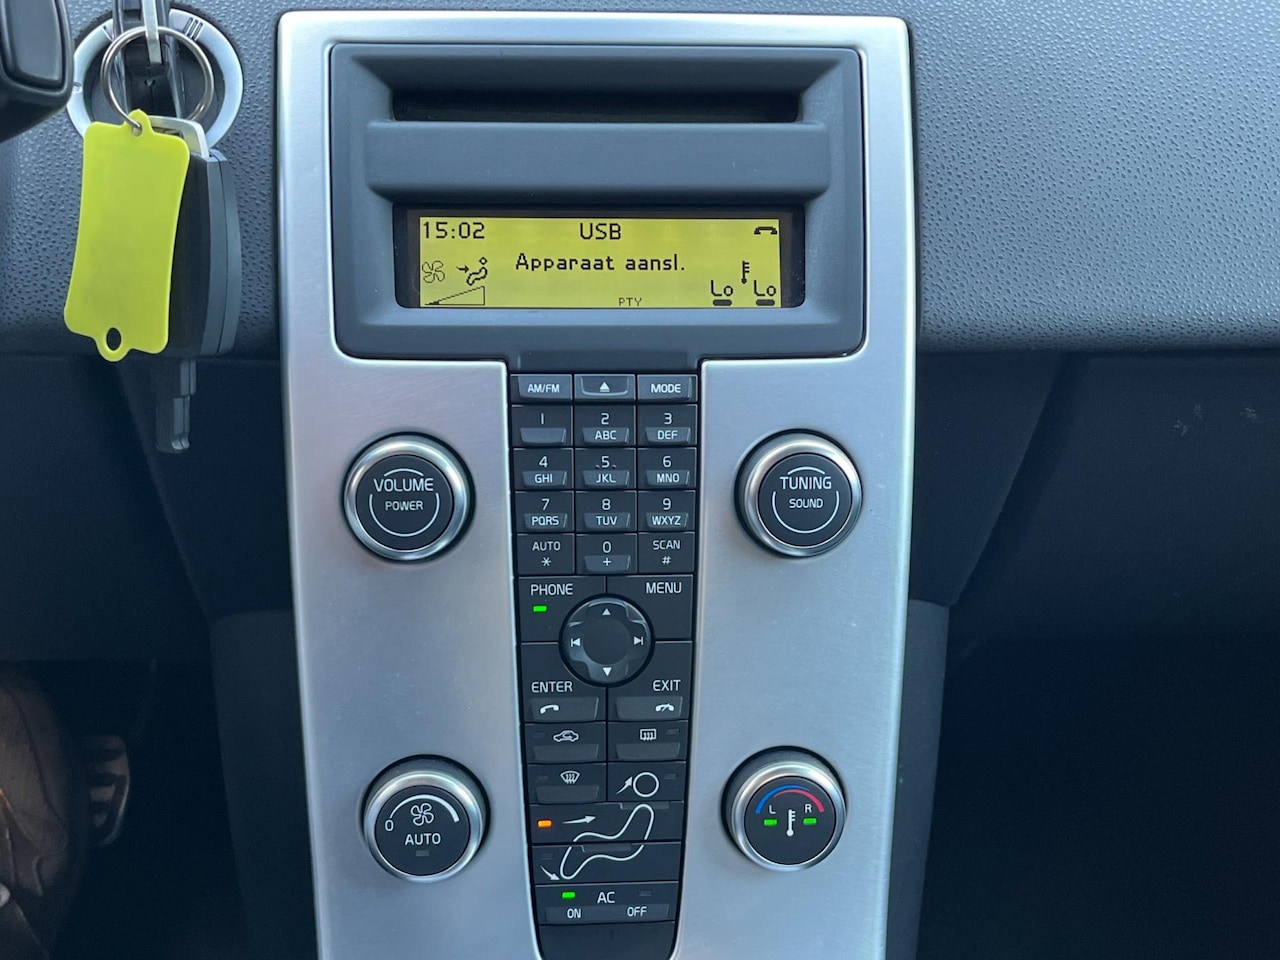 15:02 USB
Apparaat aansl.
Lo Lo
PTY
AM/FM MODE
1 2 3
ABC DEF
4 5 6
GHI JKL MNO
7 8 9
PQRS TUV WXYZ
AUTO 0 SCAN
* + #
VOLUME
POWER
TUNING
SOUND
PHONE MENU
ENTER EXIT
0
AUTO
L R
AC
ON OFF